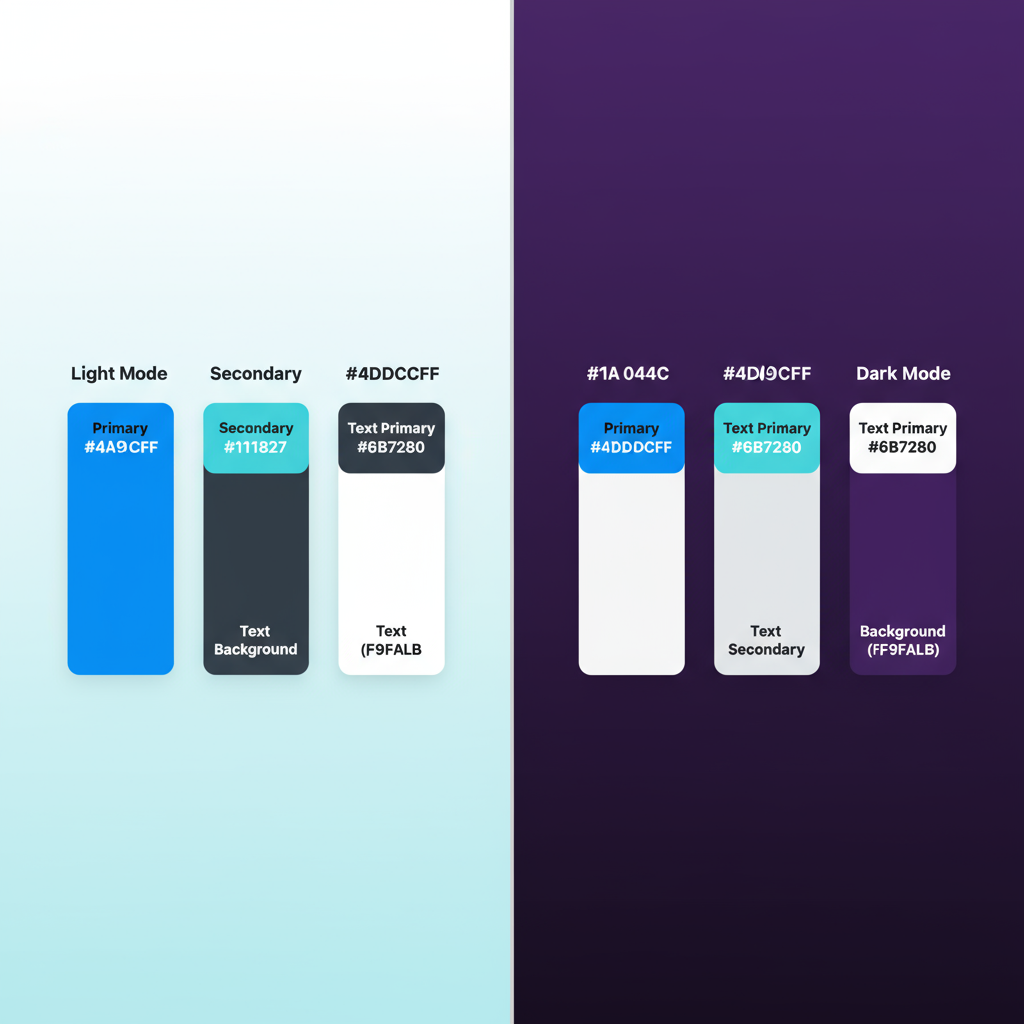 Light Mode
Secondary
#4DDCCFF
Primary
#4A9CFF
Secondary
#111827
Text Primary
#6B7280
Text
Background
Text
(F9FALB
#1A 044C
Dark Mode
Primary
#4DDDCFF
Text Primary
#6B7280
Text Primary
#6B7280
Text
Secondary
Background
(FF9FALB)